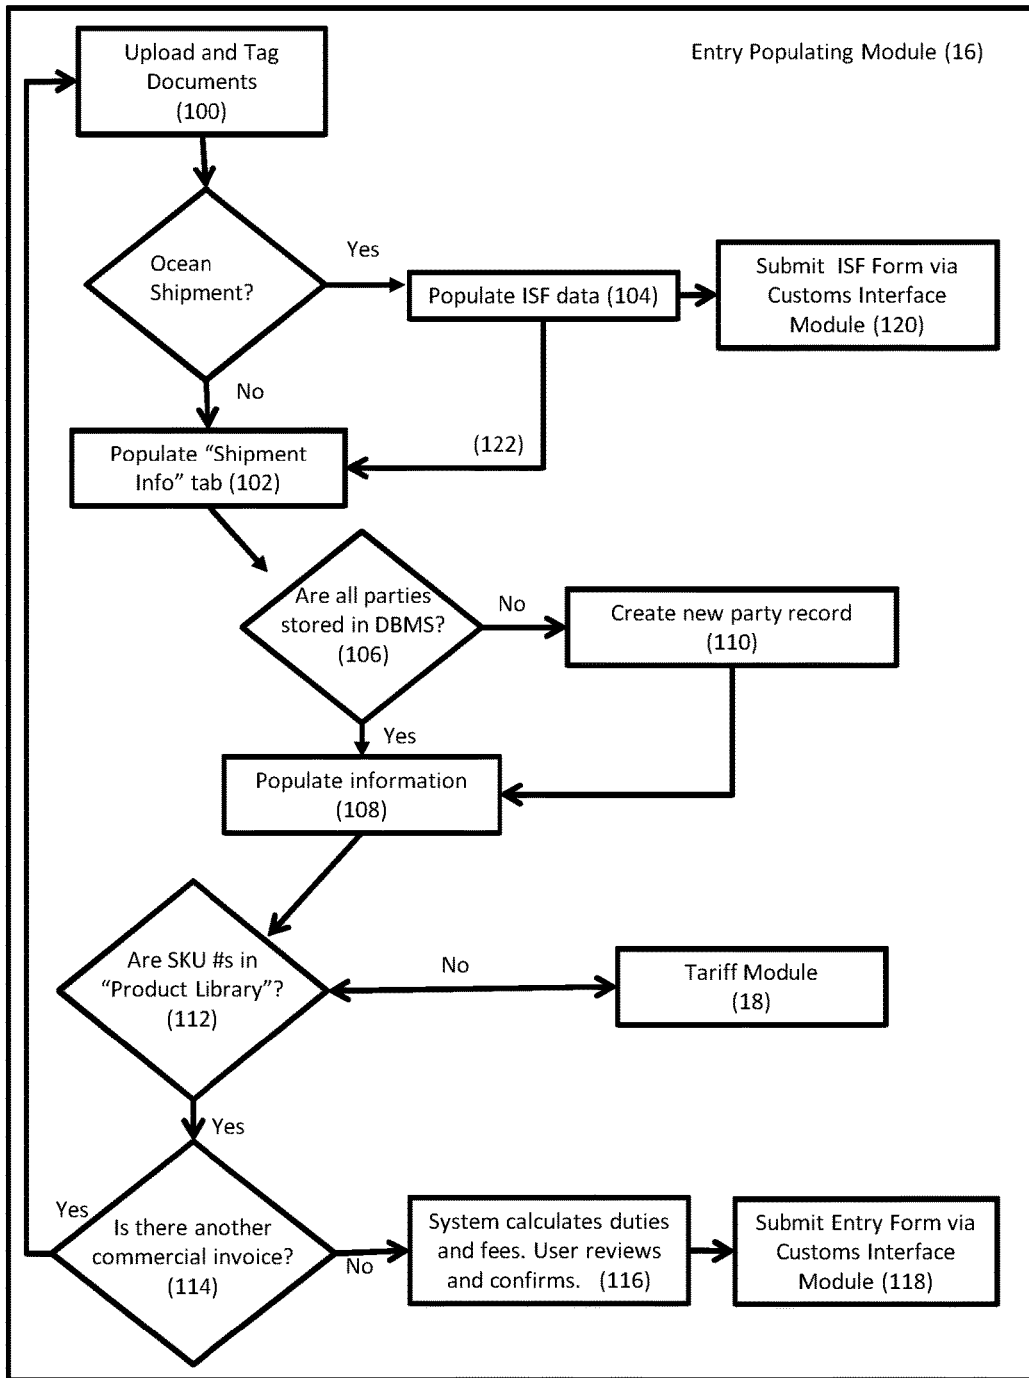 Entry Populating Module (16)
Upload and Tag
Documents
(100)
Ocean
Shipment?
Yes
Populate ISF data (104)
Submit ISF Form via
Customs Interface
Module (120)
No
(122)
Populate “Shipment
Info” tab (102)
Are all parties
stored in DBMS?
(106)
No
Create new party record
(110)
Yes
Populate information
(108)
Are SKU #s in
“Product Library”?
(112)
No
Tariff Module
(18)
Yes
Yes
Is there another
commercial invoice?
(114)
No
System calculates duties
and fees. User reviews
and confirms. (116)
Submit Entry Form via
Customs Interface
Module (118)